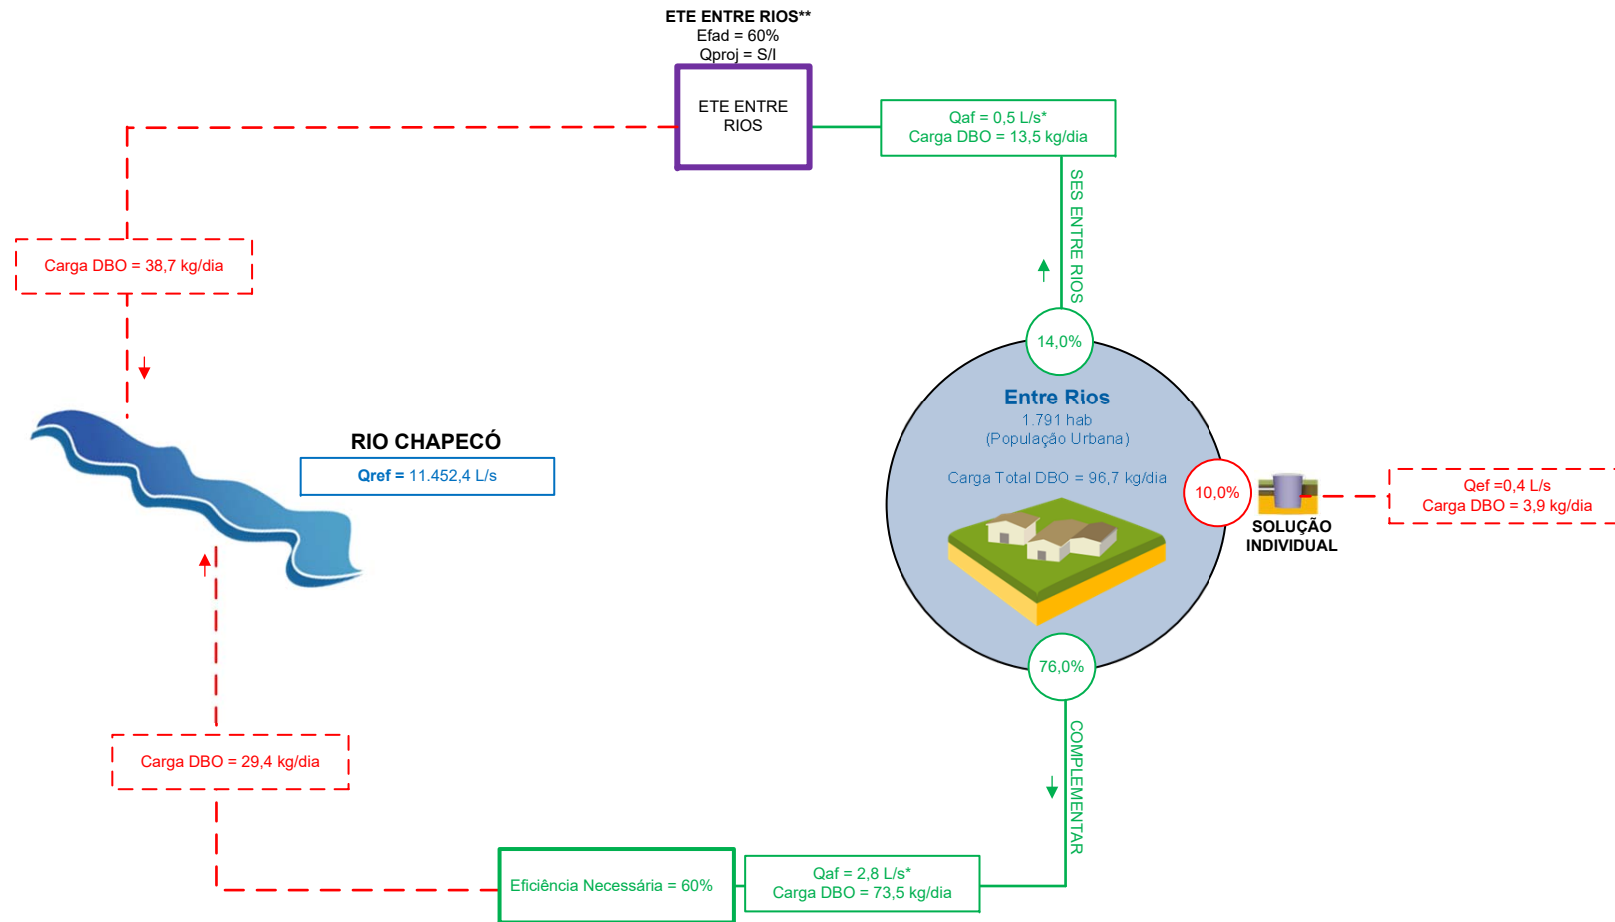 ETE ENTRE RIOS**
Efad = 60%
Qproj = S/I
ETE ENTRE
RIOS
Qaf = 0,5 L/s*
Carga DBO = 13,5 kg/dia
SES ENTRE RIOS
Carga DBO = 38,7 kg/dia
14,0%
Entre Rios
1.791 hab
(População Urbana)
Carga Total DBO = 96,7 kg/dia
RIO CHAPECÓ
Qref = 11.452,4 L/s
10,0%
SOLUÇÃO
INDIVIDUAL
Qef =0,4 L/s
Carga DBO = 3,9 kg/dia
76,0%
COMPLEMENTAR
Carga DBO = 29,4 kg/dia
Eficiência Necessária = 60%
Qaf = 2,8 L/s*
Carga DBO = 73,5 kg/dia